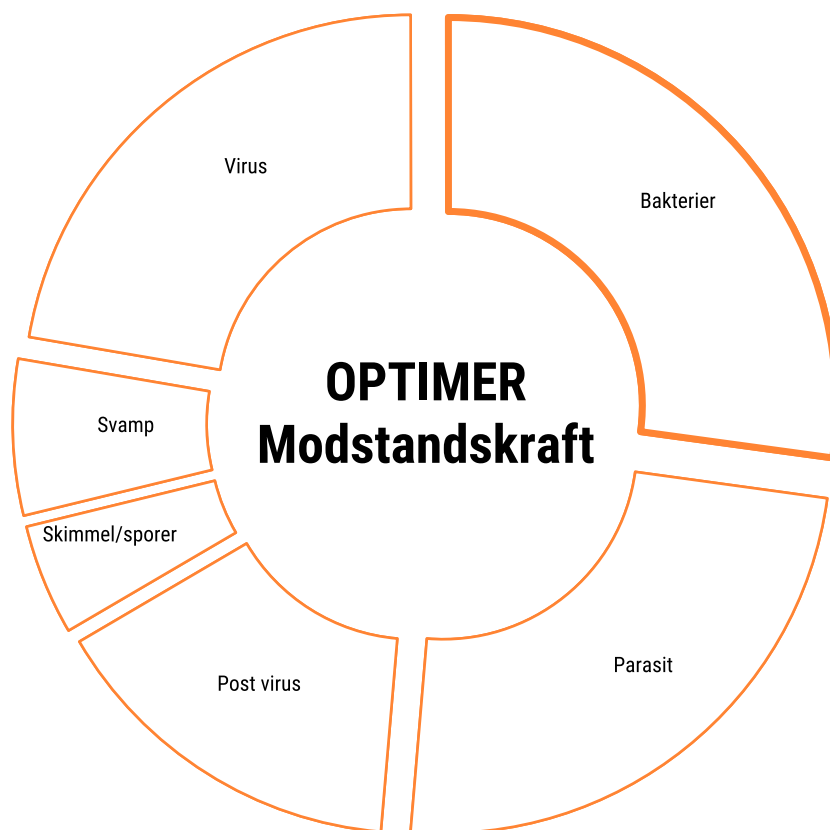 Virus
Bakterier
OPTIMER
Modstandskraft
Svamp
Skimmel/sporer
Post virus
Parasit